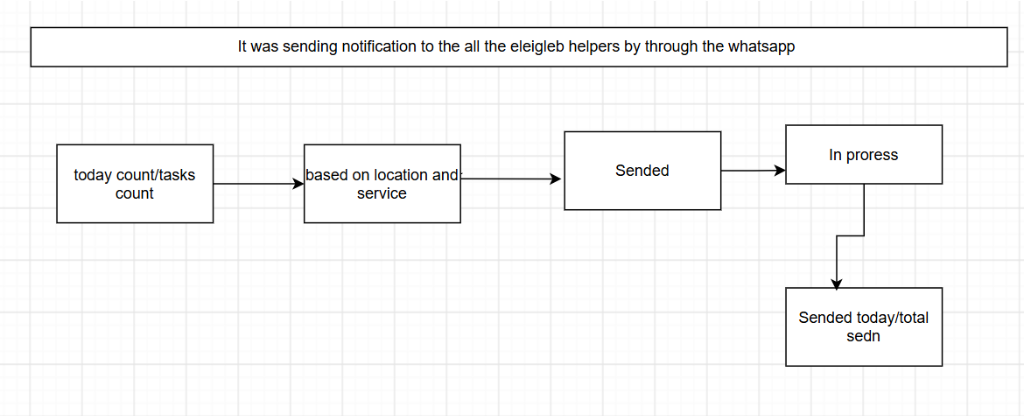 It was sending notification to the all the eleigleb helpers by through the whatsapp
today count/tasks
count
based on location and
service
Sended
In proress
Sended today/total
sedn